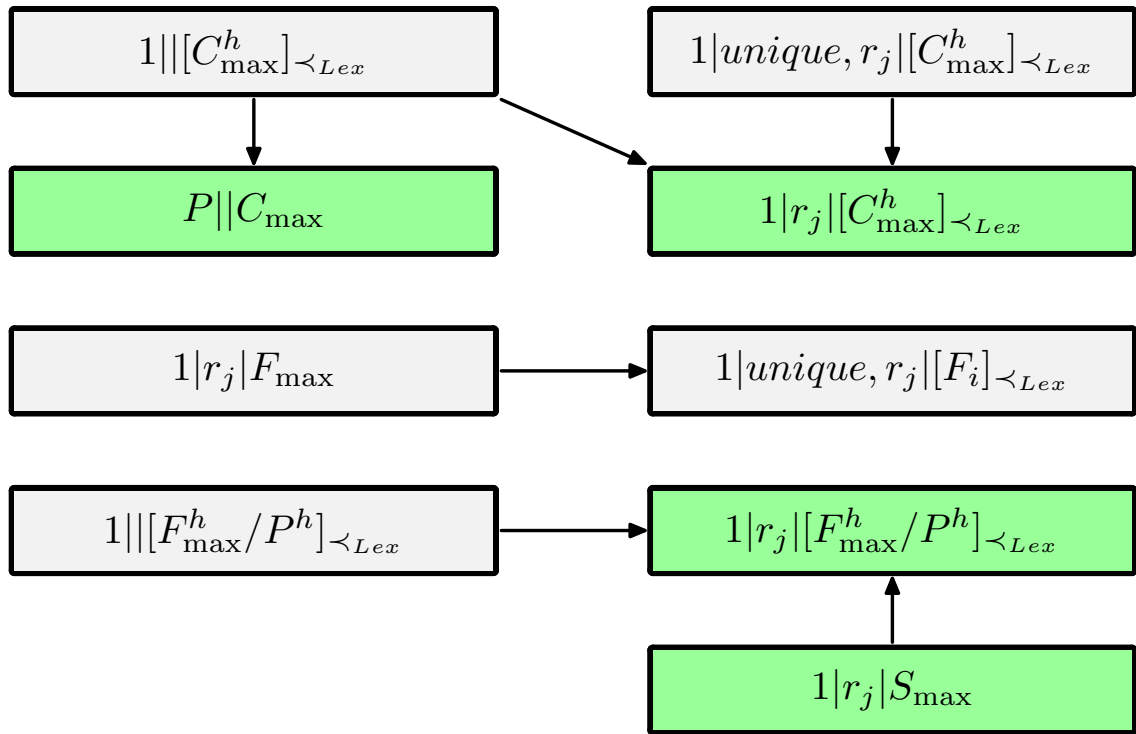 1||[C^h_max]_≺Lex
1|unique, r_j|[C^h_max]_≺Lex
P||C_max
1|r_j|[C^h_max]_≺Lex
1|r_j|F_max
1|unique, r_j|[F_i]_≺Lex
1||[F^h_max/P^h]_≺Lex
1|r_j|[F^h_max/P^h]_≺Lex
1|r_j|S_max